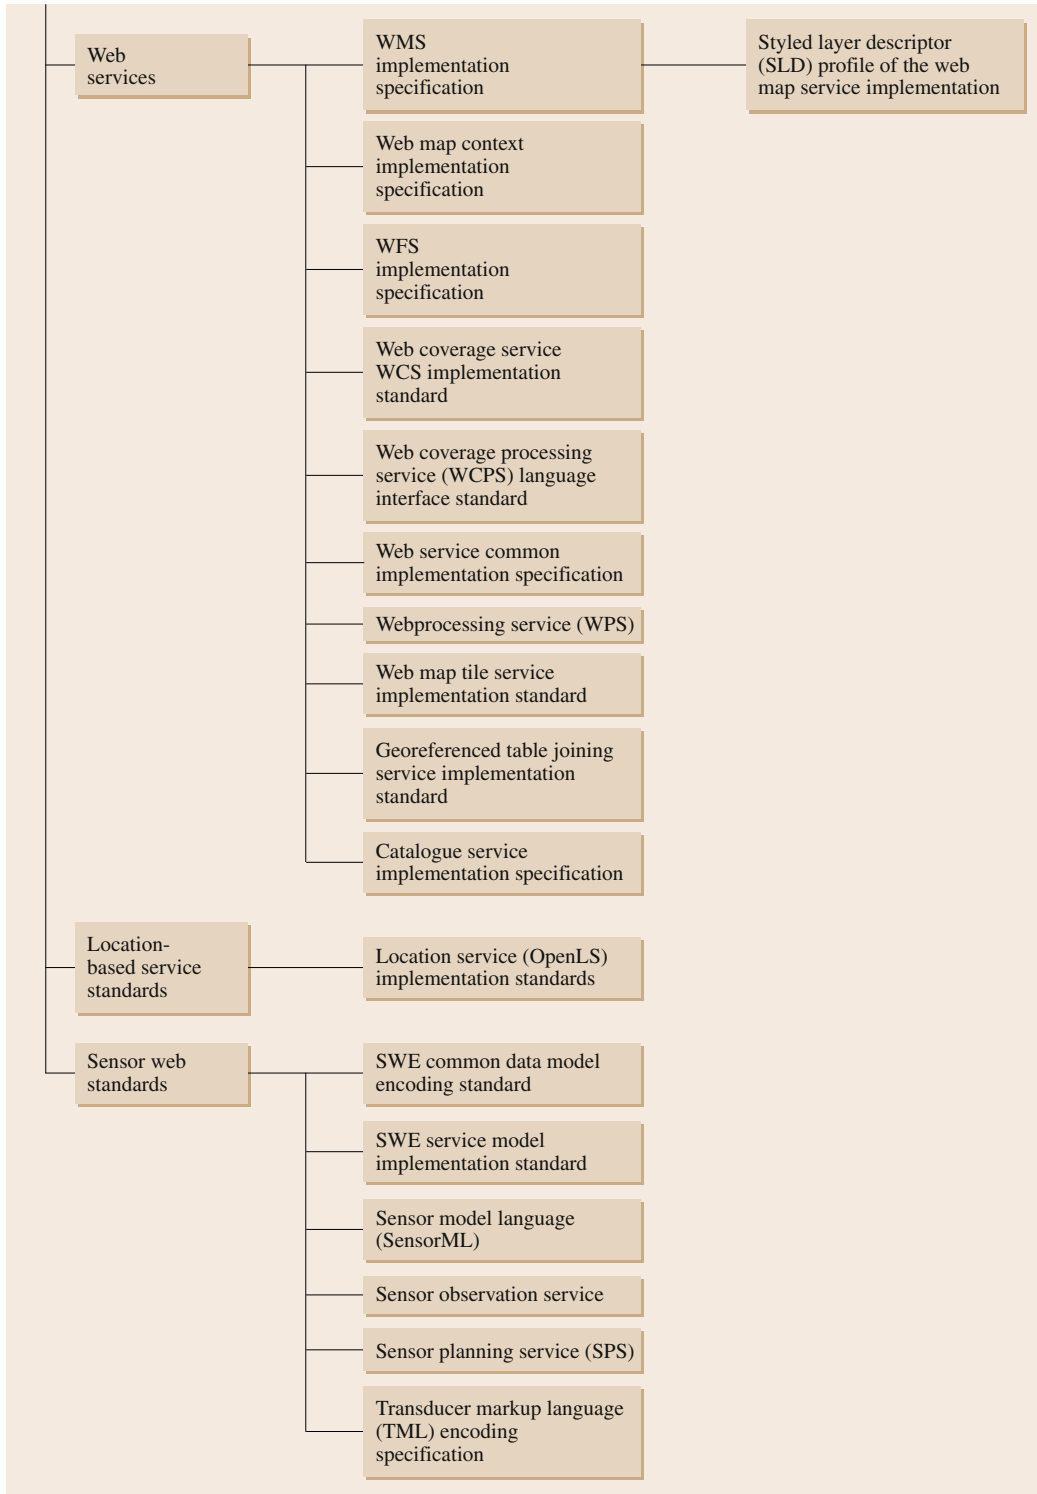 Web
services
WMS
implementation
specification
Styled layer descriptor
(SLD) profile of the web
map service implementation
Web map context
implementation
specification
WFS
implementation
specification
Web coverage service
WCS implementation
standard
Web coverage processing
service (WCPS) language
interface standard
Web service common
implementation specification
Webprocessing service (WPS)
Web map tile service
implementation standard
Georeferenced table joining
service implementation
standard
Catalogue service
implementation specification
Location-
based service
standards
Location service (OpenLS)
implementation standards
Sensor web
standards
SWE common data model
encoding standard
SWE service model
implementation standard
Sensor model language
(SensorML)
Sensor observation service
Sensor planning service (SPS)
Transducer markup language
(TML) encoding
specification